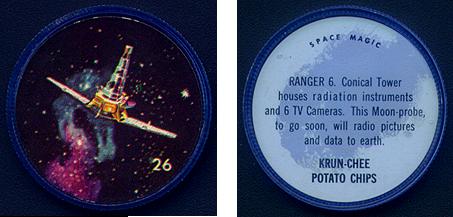 26
SPACE MAGIC
RANGER 6. Conical Tower
houses radiation instruments
and 6 TV Cameras. This Moon-probe,
to go soon, will radio pictures
and data to earth.
KRUN-CHEE
POTATO CHIPS